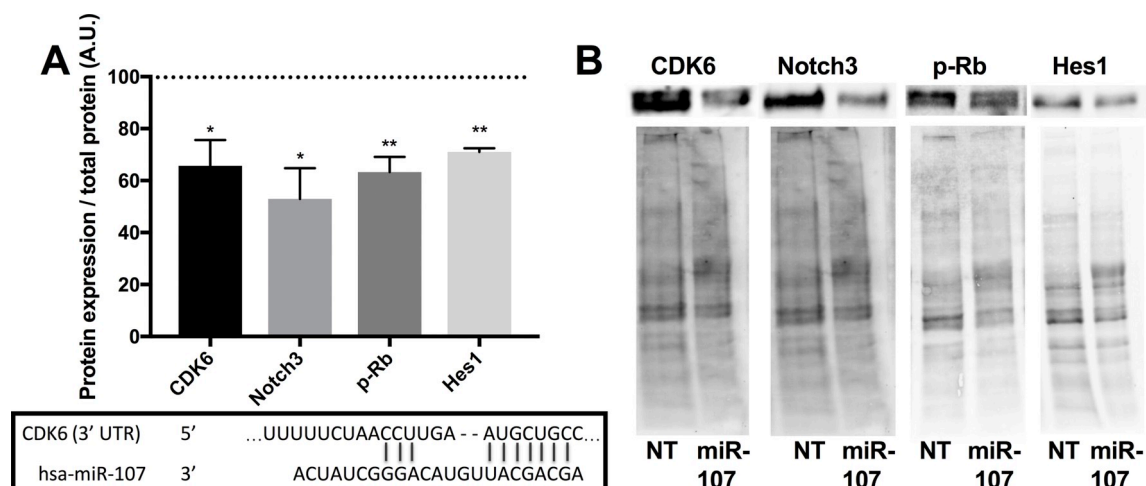 A
Protein expression / total protein (A.U.)
100
80
60
40
20
0
*
*
**
**
CDK6
Notch3
p-Rb
Hes1
CDK6 (3′ UTR) 5′ ...UUUUUCUAACCUUGA--AUGCUGCC...
hsa-miR-107 3′ ACUAUCGGGACAUGUUACGACGA
B
CDK6 Notch3 p-Rb Hes1
NT miR-107 NT miR-107 NT miR-107 NT miR-107